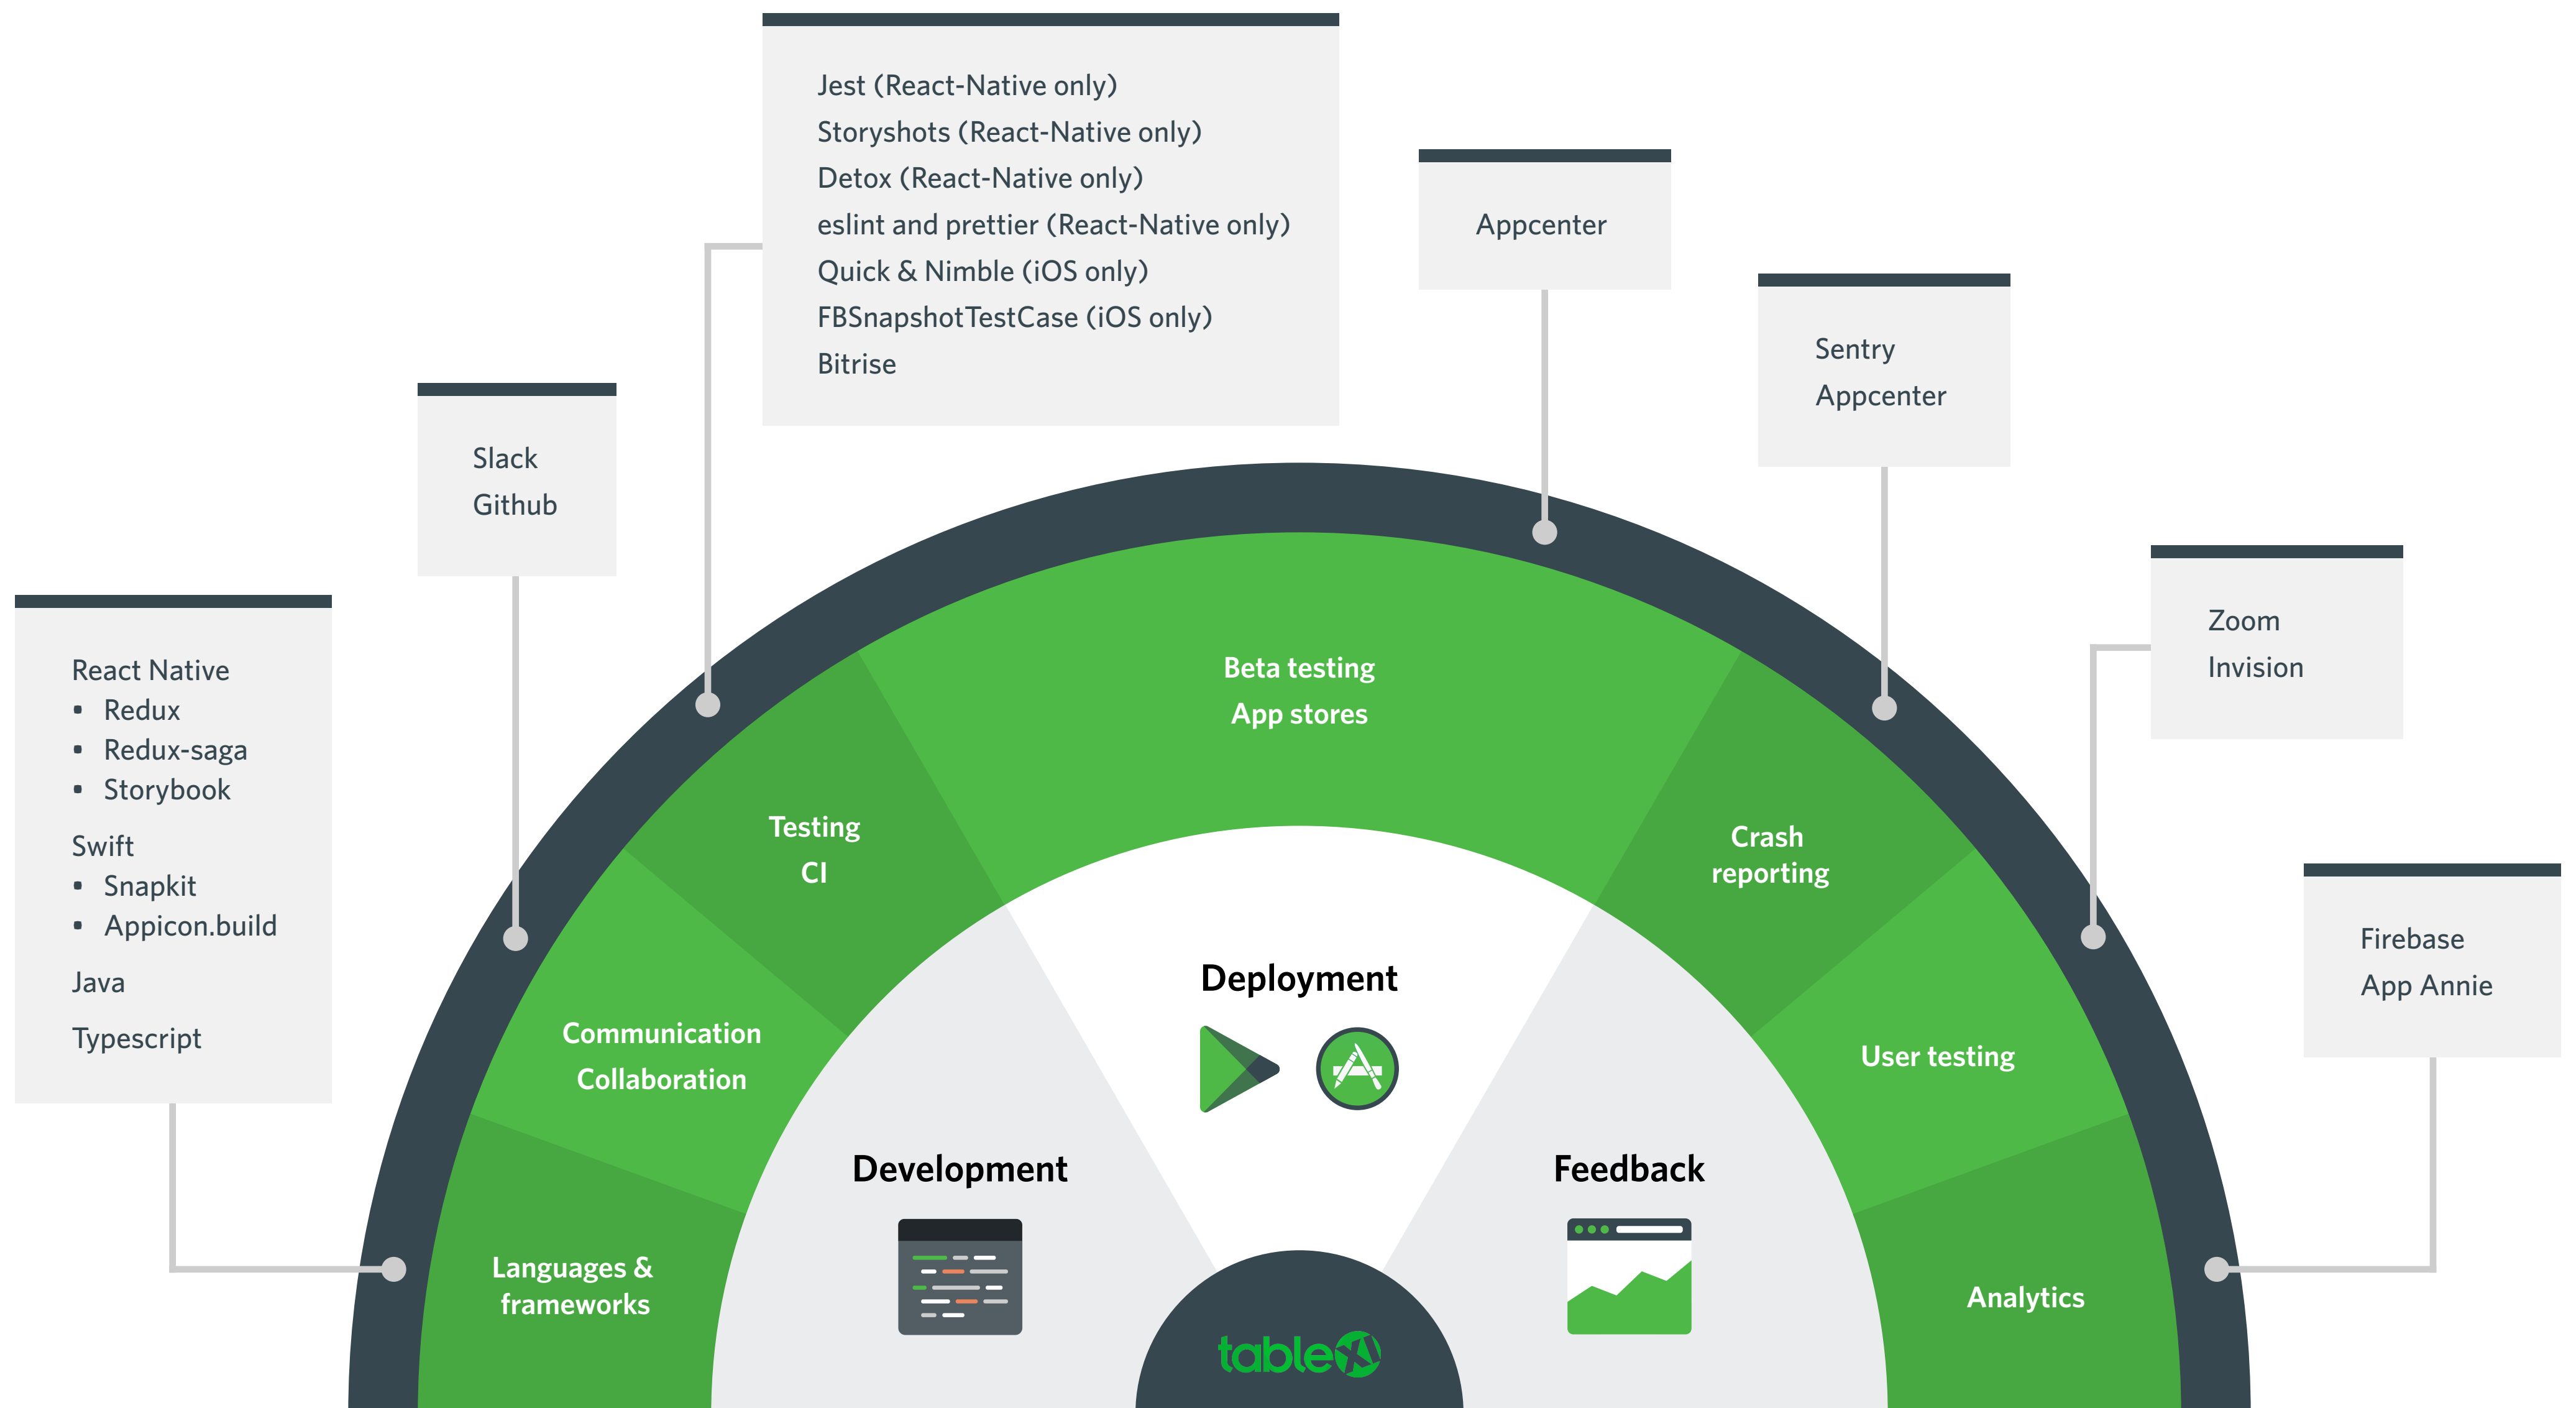 Jest (React-Native only)
Storyshots (React-Native only)
Detox (React-Native only)
eslint and prettier (React-Native only)
Quick & Nimble (iOS only)
FBSnapshotTestCase (iOS only)
Bitrise
Appcenter
Sentry
Appcenter
Slack
Github
Zoom
Invision
React Native
▪ Redux
▪ Redux-saga
▪ Storybook
Swift
▪ Snapkit
▪ Appicon.build
Java
Typescript
Firebase
App Annie
Languages &
frameworks
Communication
Collaboration
Testing
CI
Beta testing
App stores
Crash
reporting
User testing
Analytics
Development
Deployment
Feedback
tableXI